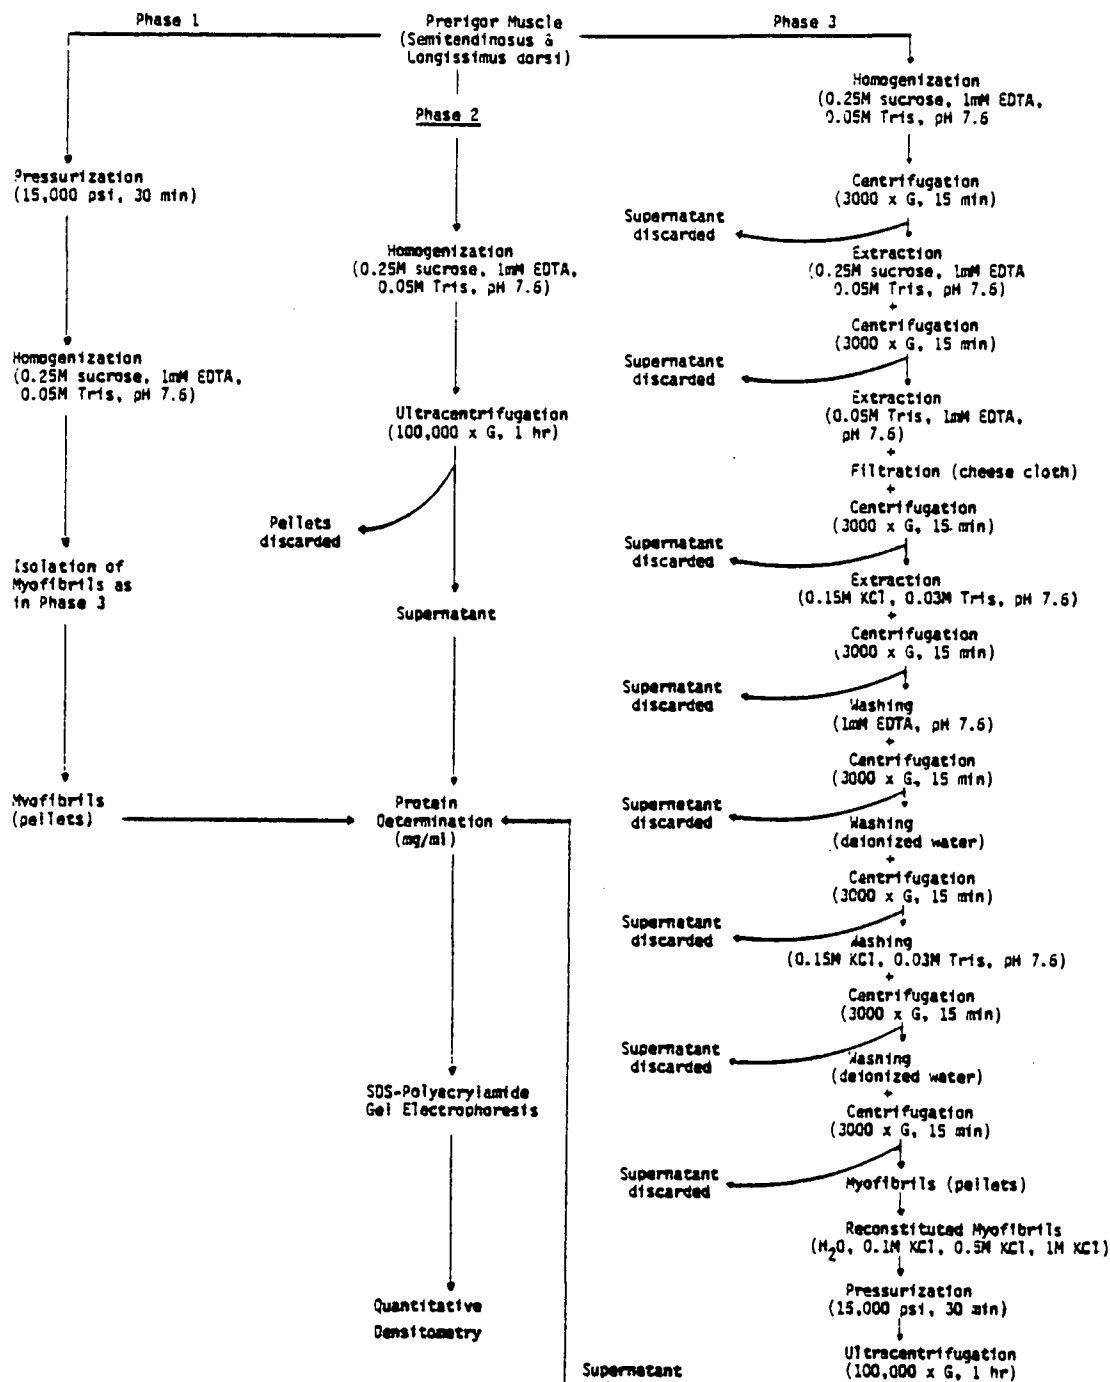 Phase 1
Prerigor Muscle
(Semitendinosus &
Longissimus dorsi)
Phase 3
Phase 2
Pressurization
(15,000 psi, 30 min)
Homogenization
(0.25M sucrose, 1mM EDTA,
0.05M Tris, pH 7.6)
Isolation of
Myofibrils as
in Phase 3
Myofibrils
(pellets)
Homogenization
(0.25M sucrose, 1mM EDTA,
0.05M Tris, pH 7.6)
Ultracentrifugation
(100,000 x G, 1 hr)
Pellets
discarded
Supernatant
Protein
Determination
(mg/ml)
SDS-Polyacrylamide
Gel Electrophoresis
Quantitative
Densitometry
Homogenization
(0.25M sucrose, 1mM EDTA,
0.05M Tris, pH 7.6
Centrifugation
(3000 x G, 15 min)
Supernatant
discarded
Extraction
(0.25M sucrose, 1mM EDTA
0.05M Tris, pH 7.6)
+
Centrifugation
(3000 x G, 15 min)
Supernatant
discarded
Extraction
(0.05M Tris, 1mM EDTA,
pH 7.6)
+
Filtration (cheese cloth)
+
Centrifugation
(3000 x G, 15 min)
Supernatant
discarded
Extraction
(0.15M KCl, 0.03M Tris, pH 7.6)
+
Centrifugation
(3000 x G, 15 min)
Supernatant
discarded
Washing
(1mM EDTA, pH 7.6)
+
Centrifugation
(3000 x G, 15 min)
Supernatant
discarded
Washing
(deionized water)
+
Centrifugation
(3000 x G, 15 min)
Supernatant
discarded
Washing
(0.15M KCl, 0.03M Tris, pH 7.6)
+
Centrifugation
(3000 x G, 15 min)
Supernatant
discarded
Washing
(deionized water)
+
Centrifugation
(3000 x G, 15 min)
Supernatant
discarded
Myofibrils (pellets)
Reconstituted Myofibrils
(H2O, 0.1M KCl, 0.5M KCl, 1M KCl)
Pressurization
(15,000 psi, 30 min)
Ultracentrifugation
(100,000 x G, 1 hr)
Supernatant